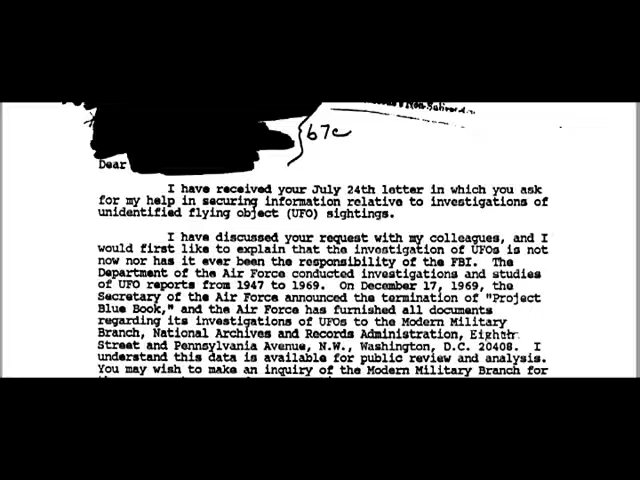 b7c
Dear
I have received your July 24th letter in which you ask
for my help in securing information relative to investigations of
unidentified flying object (UFO) sightings.
I have discussed your request with my colleagues, and I
would first like to explain that the investigation of UFOs is not
now nor has it ever been the responsibility of the FBI. The
Department of the Air Force conducted investigations and studies
of UFO reports from 1947 to 1969. On December 17, 1969, the
Secretary of the Air Force announced the termination of "Project
Blue Book," and the Air Force has furnished all documents
regarding its investigations of UFOs to the Modern Military
Branch, National Archives and Records Administration, Eighth
Street and Pennsylvania Avenue, N.W., Washington, D.C. 20408. I
understand this data is available for public review and analysis.
You may wish to make an inquiry of the Modern Military Branch for